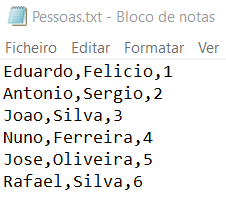 Pessoas.txt - Bloco de notas
Ficheiro Editar Formatar Ver
Eduardo,Felicio,1
Antonio,Sergio,2
Joao,Silva,3
Nuno,Ferreira,4
Jose,Oliveira,5
Rafael,Silva,6